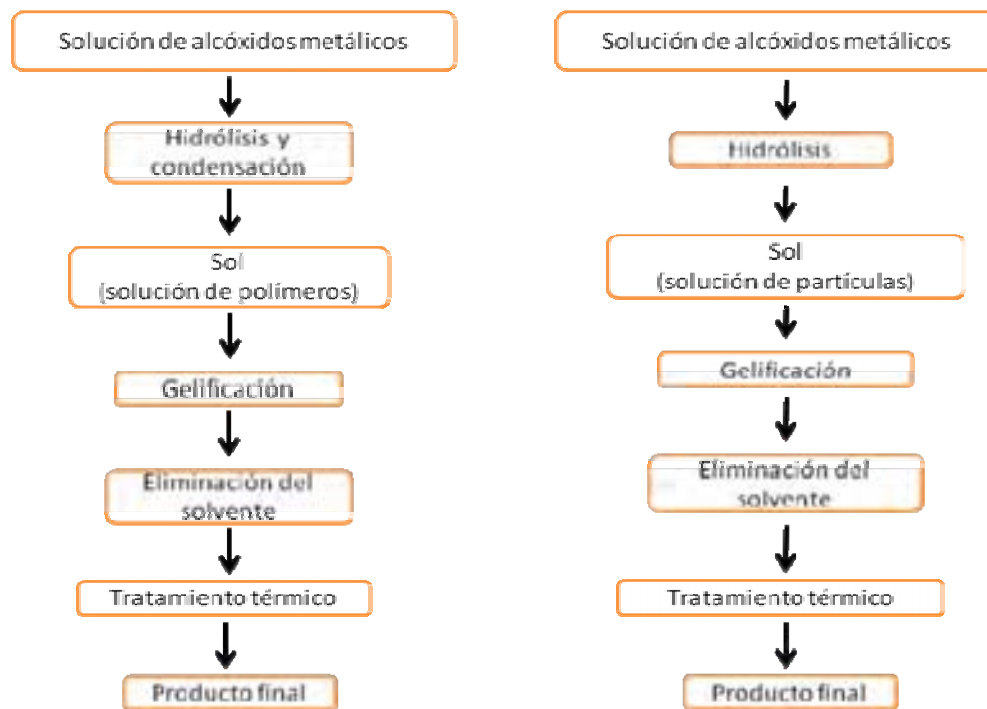 Solución de alcóxidos metálicos
Hidrólisis y
condensación
Sol
(solución de polímeros)
Gelificación
Eliminación del
solvente
Tratamiento térmico
Producto final
Solución de alcóxidos metálicos
Hidrólisis
Sol
(solución de partículas)
Gelificación
Eliminación del
solvente
Tratamiento térmico
Producto final